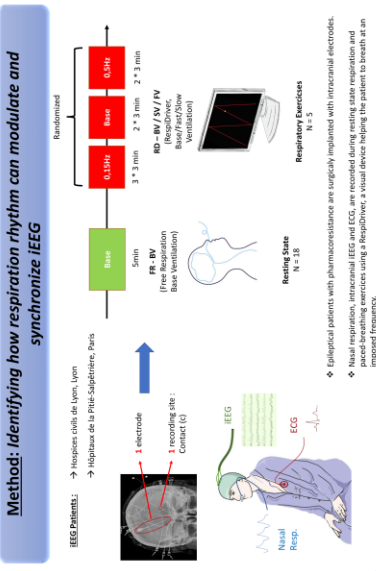 Method: Identifying how respiration rhythm can modulate and
synchronize iEEG
iEEG Patients :
→ Hospices civils de Lyon, Lyon
→ Hôpitaux de la Pitié-Salpêtrière, Paris
1 electrode
1 recording site :
Contact (c)
Randomized
Base
0,15Hz
Base
0,5Hz
5min
3 * 3 min
2 * 3 min
2 * 3 min
FR - BV
(Free Respiration
Base Ventilation)
RD – BV / SV / FV
(RespiDriver,
Base/Fast/Slow
Ventilation)
Resting State
N = 18
Respiratory Exercicses
N = 5
iEEG
ECG
Nasal
Resp.
❖ Epileptical patients with pharmacoresistance are surgicaly implanted with intracranial electrodes.
❖ Nasal respiration, intracranial iEEG and ECG, are recorded during resting state respiration and
paced-breathing exercices using a RespiDriver, a visual device helping the patient to breath at an
imposed frequency.